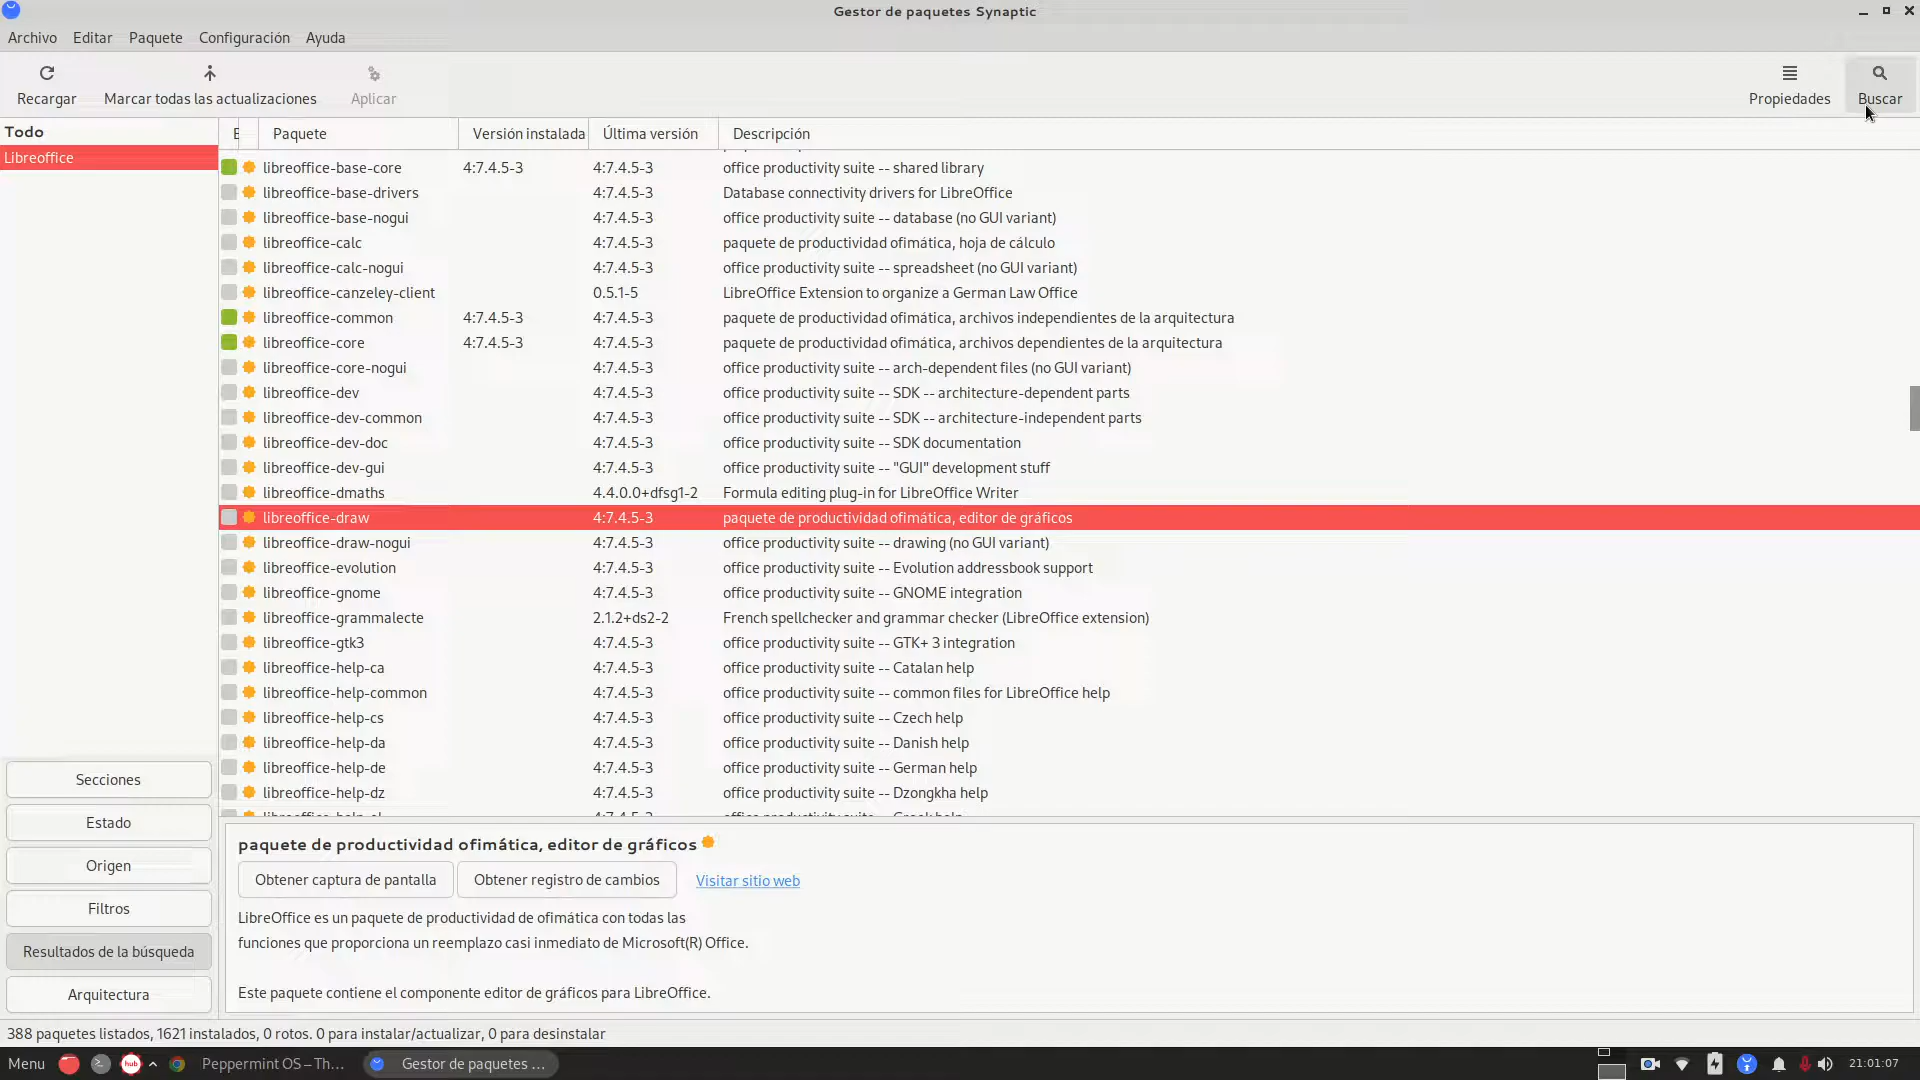 Gestor de paquetes Synaptic
Archivo Editar Paquete Configuración Ayuda
Recargar Marcar todas las actualizaciones Aplicar Propiedades Buscar
Todo
Libreoffice
E Paquete Versión instalada Última versión Descripción
libreoffice-base-core 4:7.4.5-3 4:7.4.5-3 office productivity suite -- shared library
libreoffice-base-drivers 4:7.4.5-3 Database connectivity drivers for LibreOffice
libreoffice-base-nogui 4:7.4.5-3 office productivity suite -- database (no GUI variant)
libreoffice-calc 4:7.4.5-3 paquete de productividad ofimática, hoja de cálculo
libreoffice-calc-nogui 4:7.4.5-3 office productivity suite -- spreadsheet (no GUI variant)
libreoffice-canzeley-client 0.5.1-5 LibreOffice Extension to organize a German Law Office
libreoffice-common 4:7.4.5-3 4:7.4.5-3 paquete de productividad ofimática, archivos independientes de la arquitectura
libreoffice-core 4:7.4.5-3 4:7.4.5-3 paquete de productividad ofimática, archivos dependientes de la arquitectura
libreoffice-core-nogui 4:7.4.5-3 office productivity suite -- arch-dependent files (no GUI variant)
libreoffice-dev 4:7.4.5-3 office productivity suite -- SDK -- architecture-dependent parts
libreoffice-dev-common 4:7.4.5-3 office productivity suite -- SDK -- architecture-independent parts
libreoffice-dev-doc 4:7.4.5-3 office productivity suite -- SDK documentation
libreoffice-dev-gui 4:7.4.5-3 office productivity suite -- "GUI" development stuff
libreoffice-dmaths 4.4.0.0+dfsg1-2 Formula editing plug-in for LibreOffice Writer
libreoffice-draw 4:7.4.5-3 paquete de productividad ofimática, editor de gráficos
libreoffice-draw-nogui 4:7.4.5-3 office productivity suite -- drawing (no GUI variant)
libreoffice-evolution 4:7.4.5-3 office productivity suite -- Evolution addressbook support
libreoffice-gnome 4:7.4.5-3 office productivity suite -- GNOME integration
libreoffice-grammalecte 2.1.2+ds2-2 French spellchecker and grammar checker (LibreOffice extension)
libreoffice-gtk3 4:7.4.5-3 office productivity suite -- GTK+ 3 integration
libreoffice-help-ca 4:7.4.5-3 office productivity suite -- Catalan help
libreoffice-help-common 4:7.4.5-3 office productivity suite -- common files for LibreOffice help
libreoffice-help-cs 4:7.4.5-3 office productivity suite -- Czech help
libreoffice-help-da 4:7.4.5-3 office productivity suite -- Danish help
libreoffice-help-de 4:7.4.5-3 office productivity suite -- German help
libreoffice-help-dz 4:7.4.5-3 office productivity suite -- Dzongkha help
Secciones
Estado
Origen
Filtros
Resultados de la búsqueda
Arquitectura
paquete de productividad ofimática, editor de gráficos
Obtener captura de pantalla Obtener registro de cambios Visitar sitio web
LibreOffice es un paquete de productividad de ofimática con todas las
funciones que proporciona un reemplazo casi inmediato de Microsoft(R) Office.
Este paquete contiene el componente editor de gráficos para LibreOffice.
388 paquetes listados, 1621 instalados, 0 rotos. 0 para instalar/actualizar, 0 para desinstalar
Menu hub Peppermint OS – Th... Gestor de paquetes ... 21:01:07